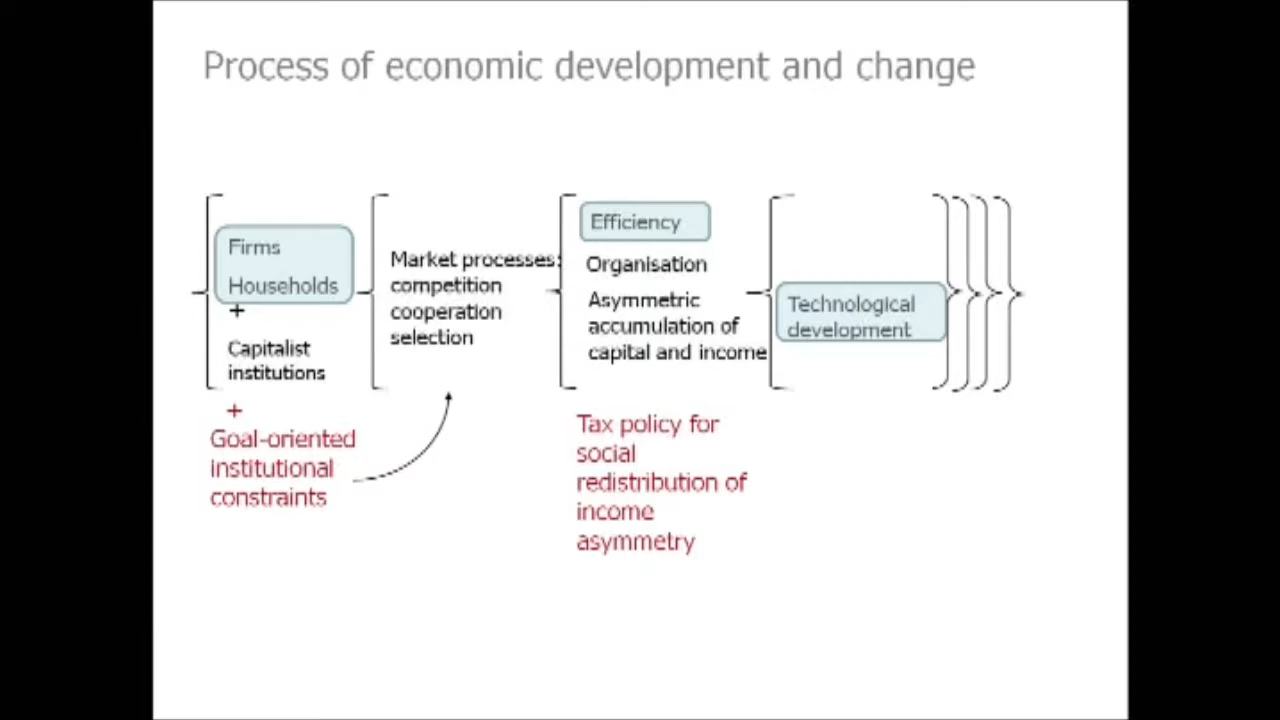 Process of economic development and change
Firms
Households
+
Capitalist
institutions
+
Goal-oriented
institutional
constraints
Market processes:
competition
cooperation
selection
Efficiency
Organisation
Asymmetric
accumulation of
capital and income
Tax policy for
social
redistribution of
income
asymmetry
Technological
development